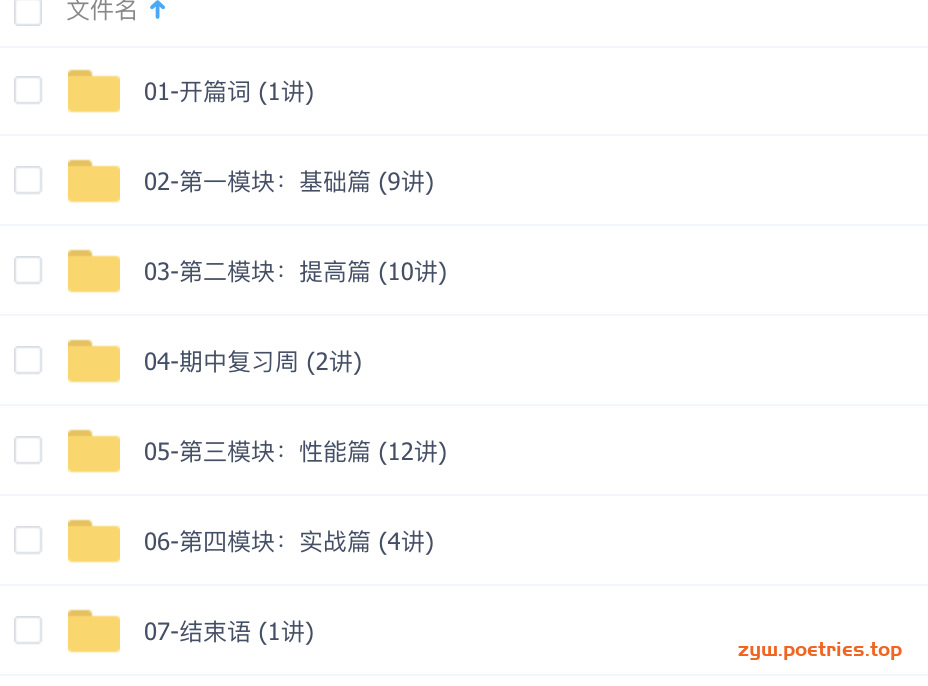 文件名
01-开篇词 (1讲)
02-第一模块：基础篇 (9讲)
03-第二模块：提高篇 (10讲)
04-期中复习周 (2讲)
05-第三模块：性能篇 (12讲)
06-第四模块：实战篇 (4讲)
07-结束语 (1讲)
zyw.poetries.top